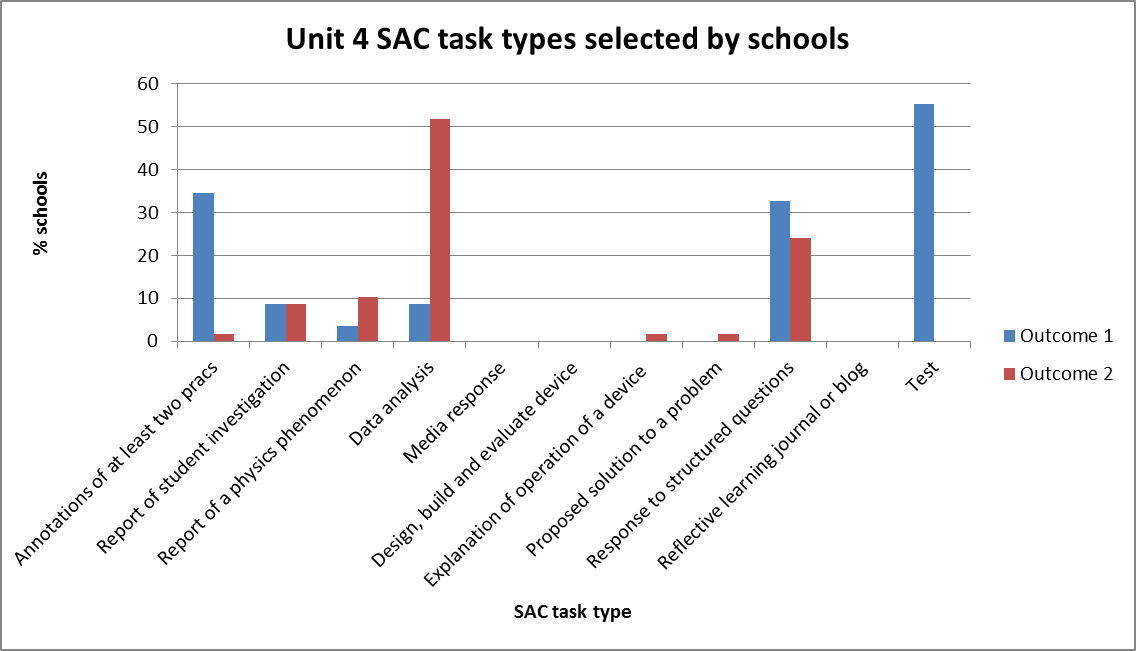 Unit 4 SAC task types selected by schools
% schools
60
50
40
30
20
10
0
Annotations of at least two pracs
Report of student investigation
Report of a physics phenomenon
Data analysis
Media response
Design, build and evaluate device
Explanation of operation of a device
Proposed solution to a problem
Response to structured questions
Reflective learning journal or blog
Test
SAC task type
Outcome 1
Outcome 2